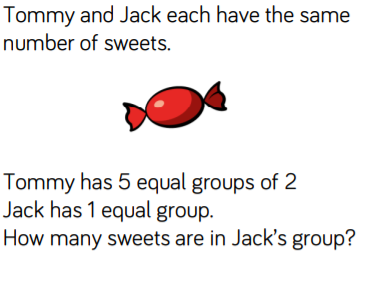 Tommy and Jack each have the same
number of sweets.
Tommy has 5 equal groups of 2
Jack has 1 equal group.
How many sweets are in Jack's group?